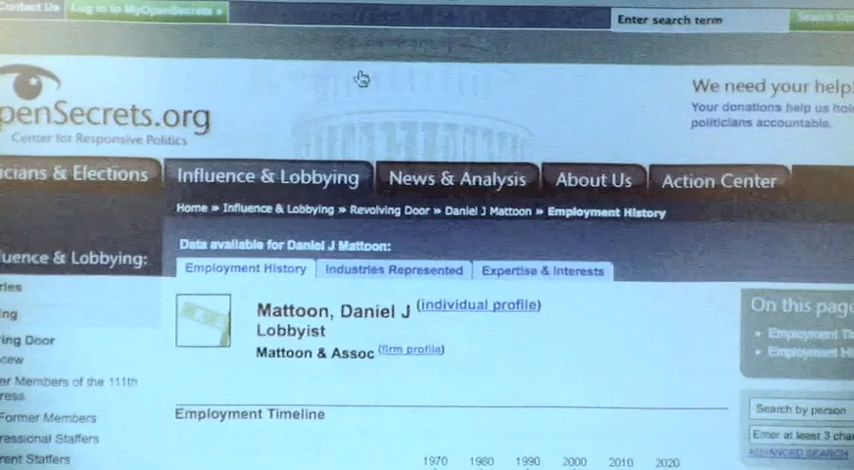 Contact Us
Log in to MyOpenSecrets »
Enter search term
penSecrets.org
Center for Responsive Politics
We need your help!
Your donations help us hol
politicians accountable.
icians & Elections
Influence & Lobbying
News & Analysis
About Us
Action Center
Home » Influence & Lobbying » Revolving Door » Daniel J Mattoon » Employment History
uence & Lobbying:
Data available for Daniel J Mattoon:
Employment History
Industries Represented
Expertise & Interests
ries
ing
ing Door
cew
er Members of the 111th
ress
Former Members
ressional Staffers
rent Staffers
Mattoon, Daniel J (individual profile)
Lobbyist
Mattoon & Assoc (firm profile)
On this page
Employment Ti
Employment Hi
Employment Timeline
Search by person
Enter at least 3 cha
ADVANCED SEARCH
1970 1980 1990 2000 2010 2020